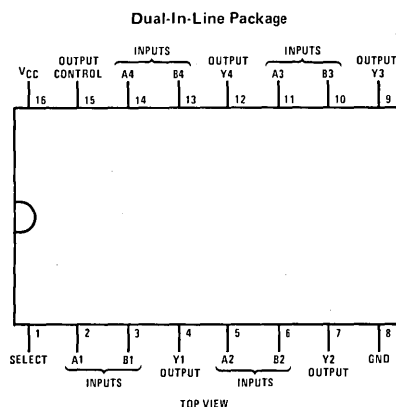 Dual-In-Line Package
INPUTS INPUTS
OUTPUT OUTPUT OUTPUT
VCC CONTROL A4 B4 Y4 A3 B3 Y3
16 15 14 13 12 11 10 9
1 2 3 4 5 6 7 8
SELECT A1 B1 Y1 A2 B2 Y2 GND
INPUTS OUTPUT INPUTS OUTPUT
TOP VIEW